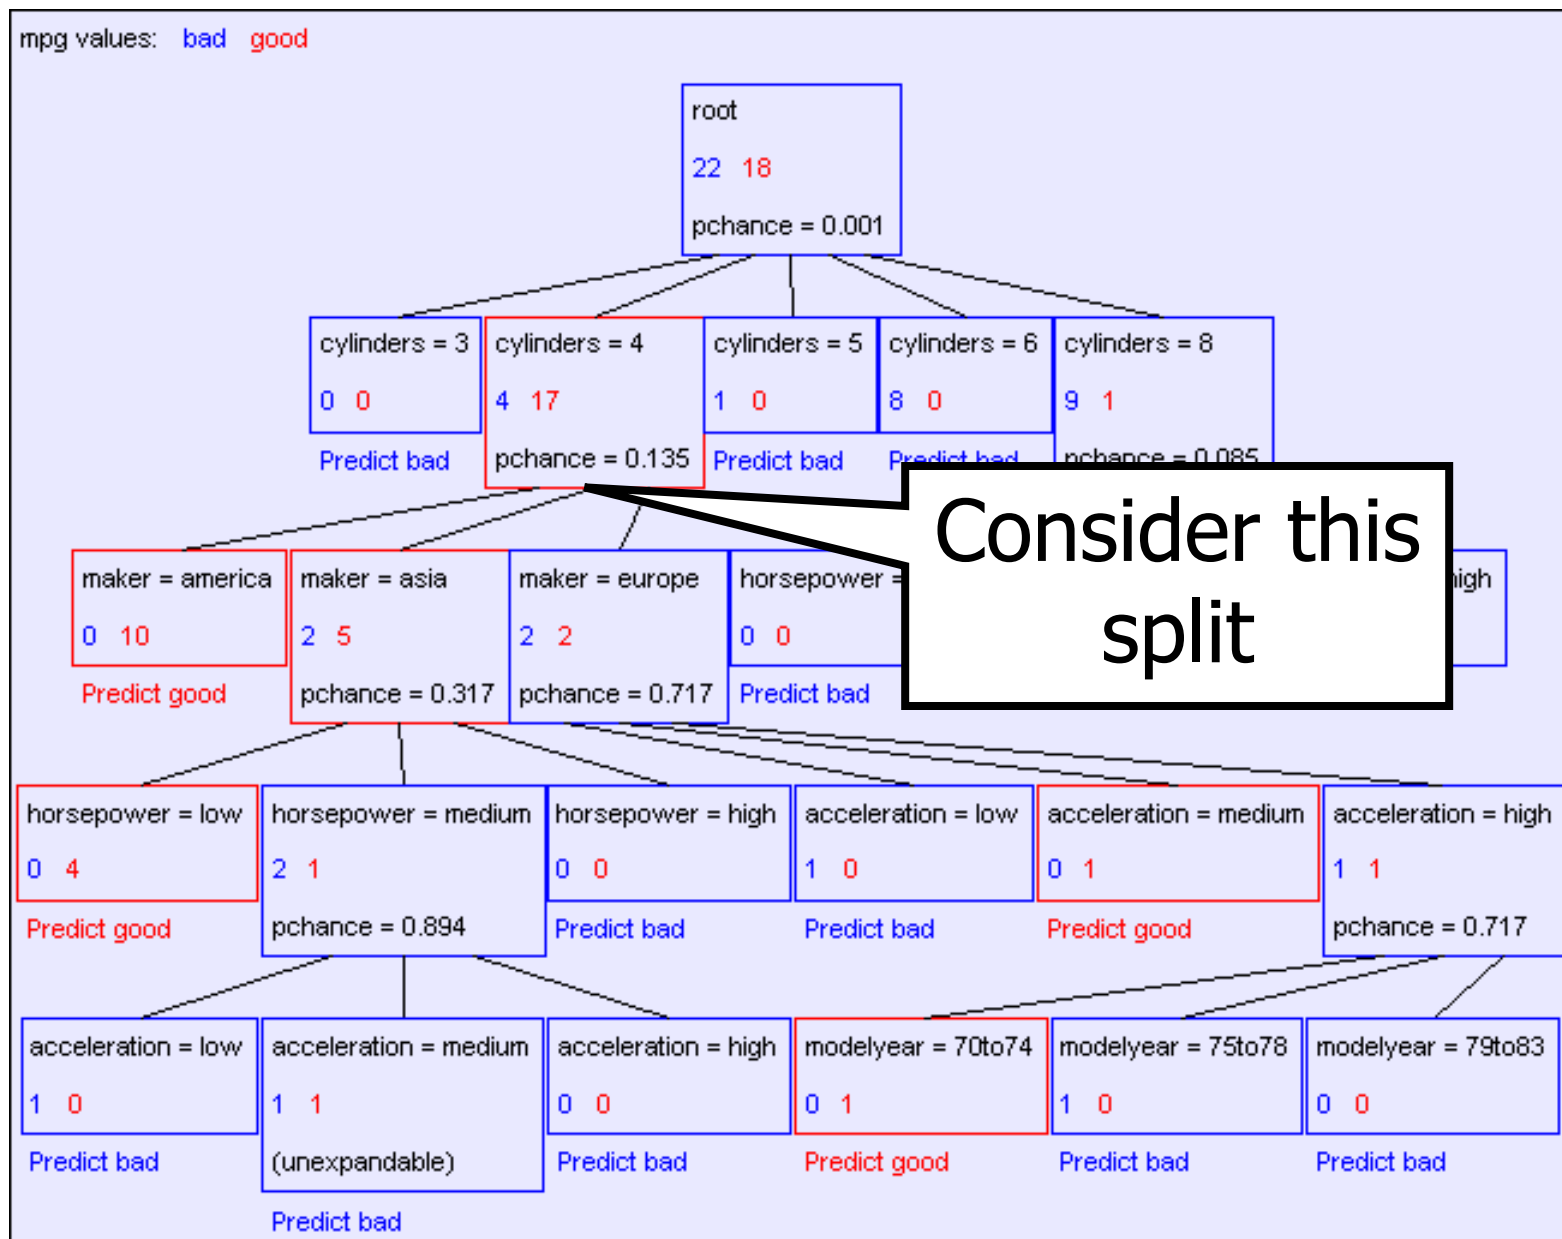 mpg values: bad good
root
22 18
pchance = 0.001
cylinders = 3 cylinders = 4 cylinders = 5 cylinders = 6 cylinders = 8
0 0 4 17 1 0 8 0 9 1
Predict bad pchance = 0.135 Predict bad Predict bad pchance = 0.085
Consider this
split
maker = america maker = asia maker = europe horsepower = high
0 10 2 5 2 2 0 0
Predict good pchance = 0.317 pchance = 0.717 Predict bad
horsepower = low horsepower = medium horsepower = high acceleration = low acceleration = medium acceleration = high
0 4 2 1 0 0 1 0 0 1 1 1
Predict good pchance = 0.894 Predict bad Predict bad Predict good pchance = 0.717
acceleration = low acceleration = medium acceleration = high modelyear = 70to74 modelyear = 75to78 modelyear = 79to83
1 0 1 1 0 0 0 1 1 0 0 0
Predict bad (unexpandable) Predict bad Predict good Predict bad Predict bad
Predict bad